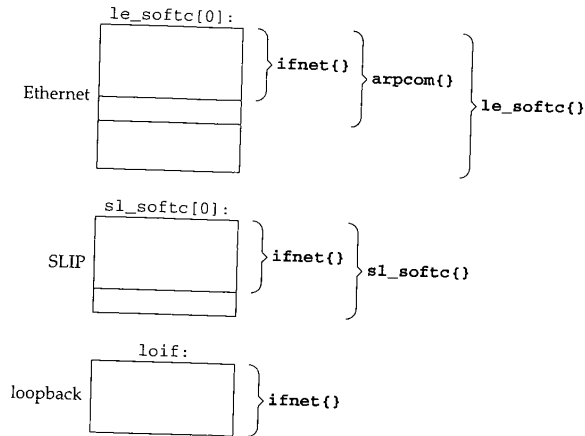 le_softc[0]:
Ethernet
ifnet{}
arpcom{}
le_softc{}
sl_softc[0]:
SLIP
ifnet{}
sl_softc{}
loif:
loopback
ifnet{}